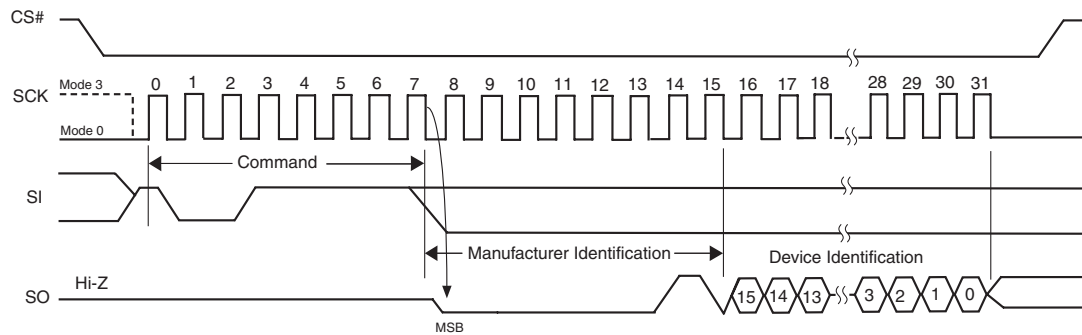 CS#
Mode 3
0 1 2 3 4 5 6 7 8 9 10 11 12 13 14 15 16 17 18 28 29 30 31
SCK
Mode 0
Command
SI
Manufacturer Identification
Device Identification
Hi-Z
SO
15 14 13 3 2 1 0
MSB